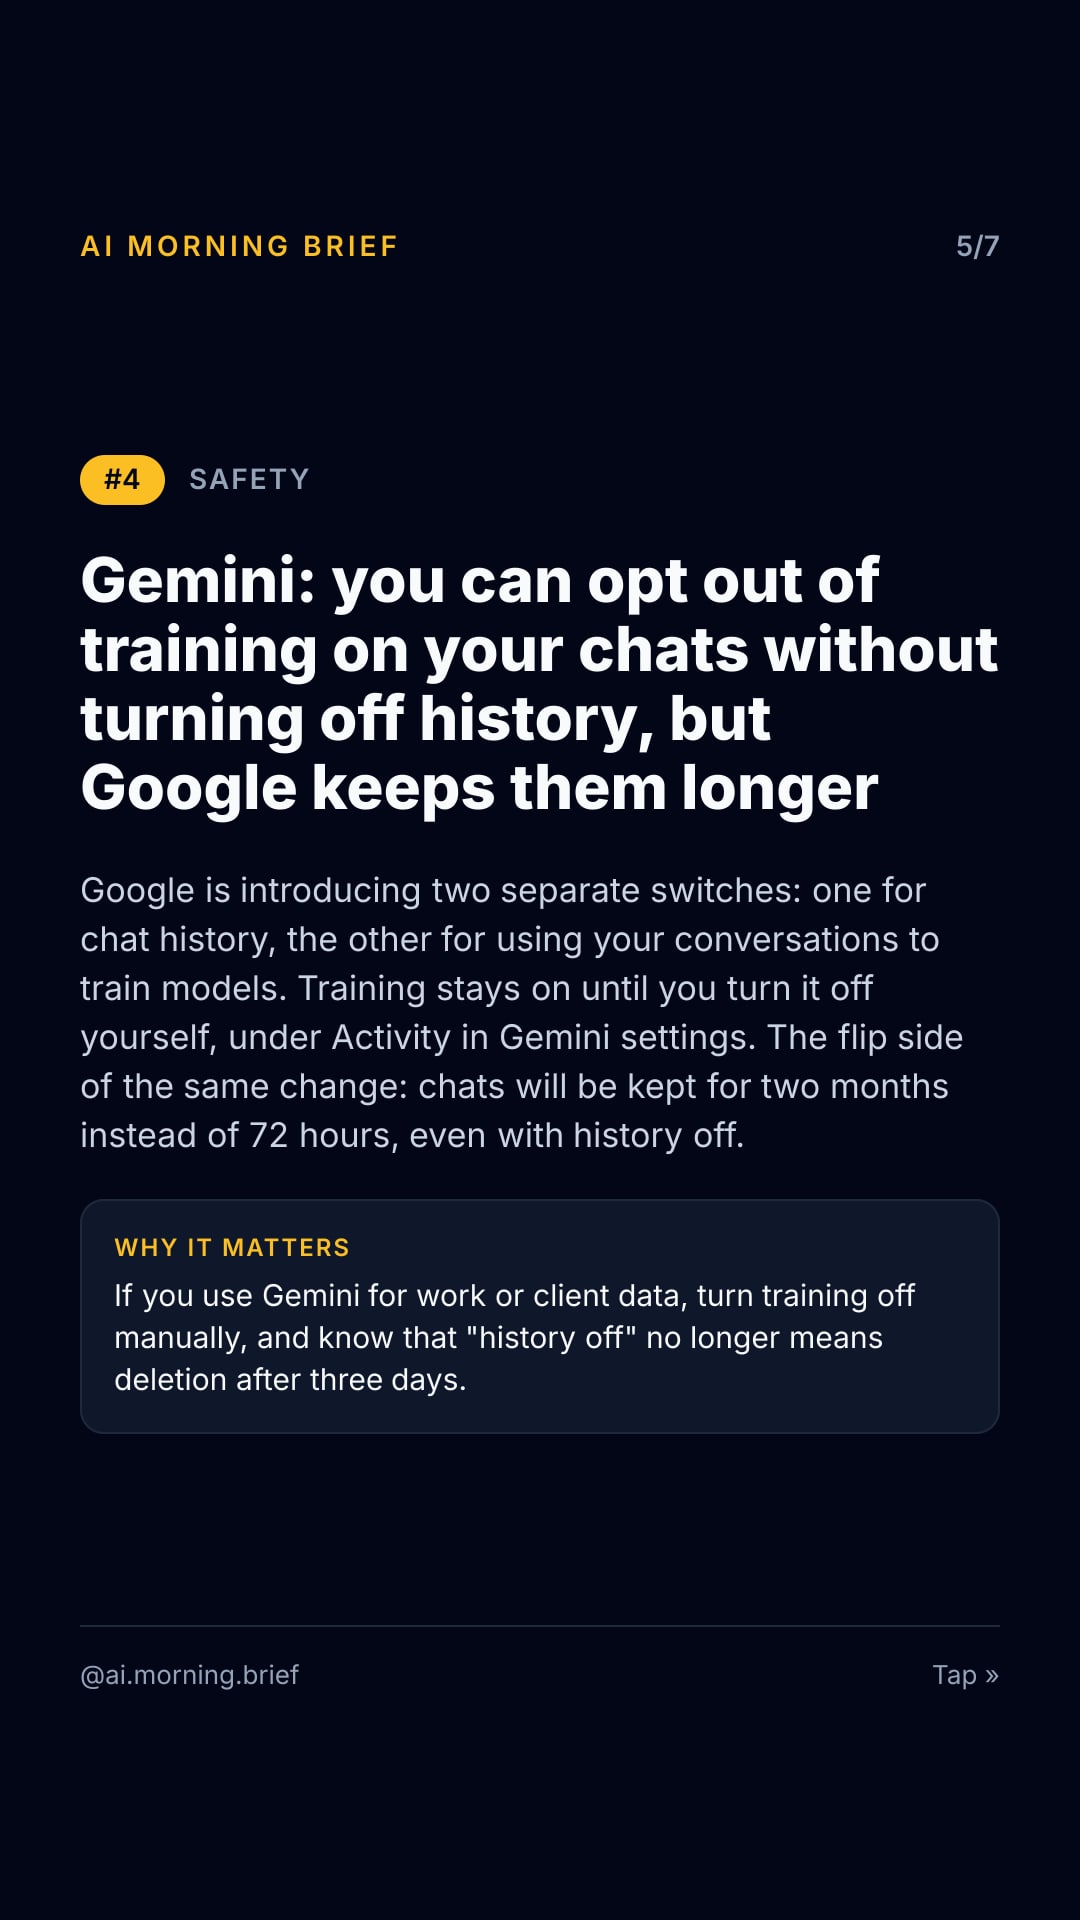 AI MORNING BRIEF 5/7
#4 SAFETY
Gemini: you can opt out of
training on your chats without
turning off history, but
Google keeps them longer
Google is introducing two separate switches: one for
chat history, the other for using your conversations to
train models. Training stays on until you turn it off
yourself, under Activity in Gemini settings. The flip side
of the same change: chats will be kept for two months
instead of 72 hours, even with history off.
WHY IT MATTERS
If you use Gemini for work or client data, turn training off
manually, and know that "history off" no longer means
deletion after three days.
@ai.morning.brief Tap »